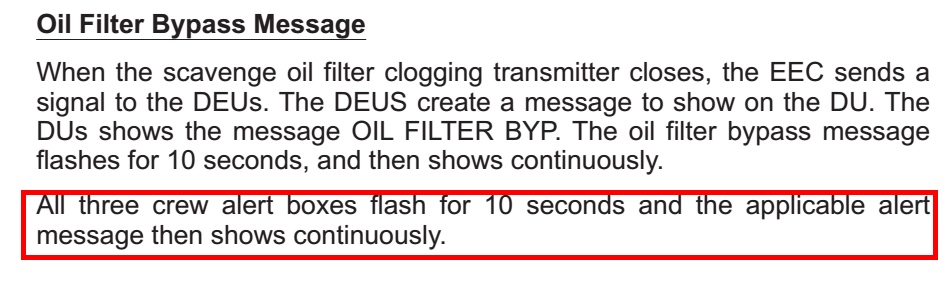 Oil Filter Bypass Message
When the scavenge oil filter clogging transmitter closes, the EEC sends a
signal to the DEUs. The DEUS create a message to show on the DU. The
DUs shows the message OIL FILTER BYP. The oil filter bypass message
flashes for 10 seconds, and then shows continuously.
All three crew alert boxes flash for 10 seconds and the applicable alert
message then shows continuously.